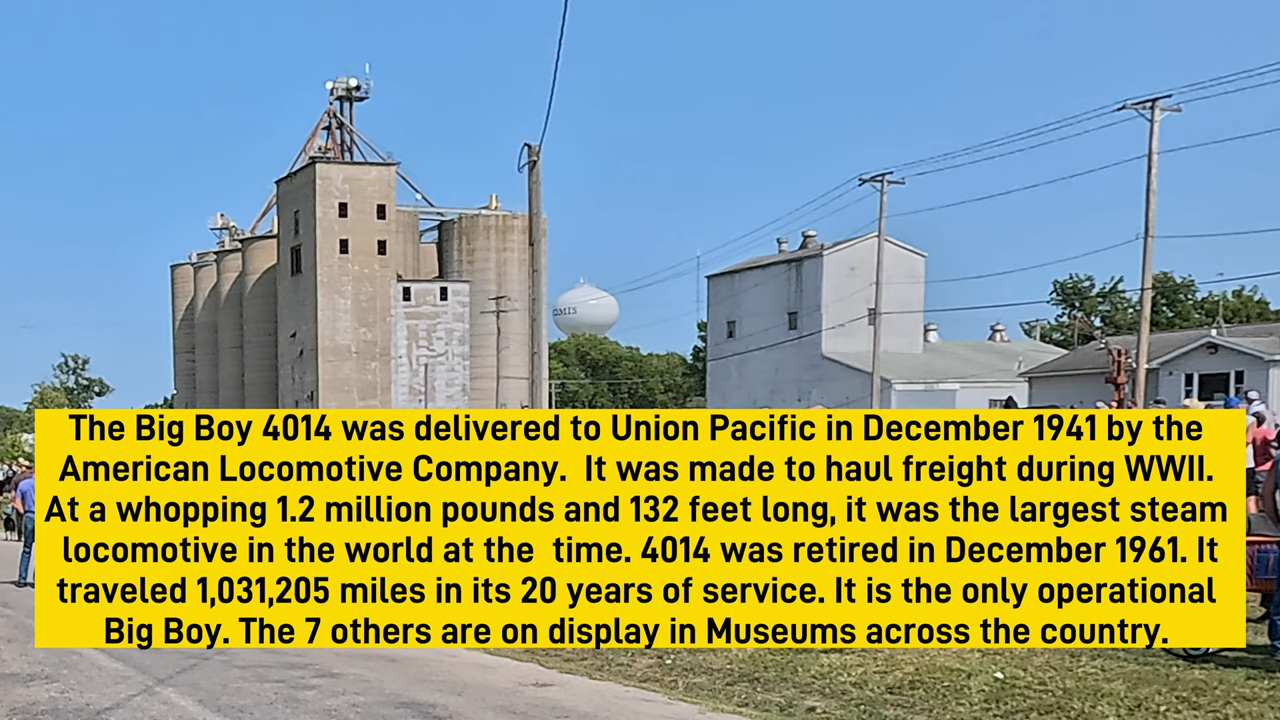 OMIS
The Big Boy 4014 was delivered to Union Pacific in December 1941 by the
American Locomotive Company.  It was made to haul freight during WWII.
At a whopping 1.2 million pounds and 132 feet long, it was the largest steam
locomotive in the world at the  time. 4014 was retired in December 1961. It
traveled 1,031,205 miles in its 20 years of service. It is the only operational
Big Boy. The 7 others are on display in Museums across the country.